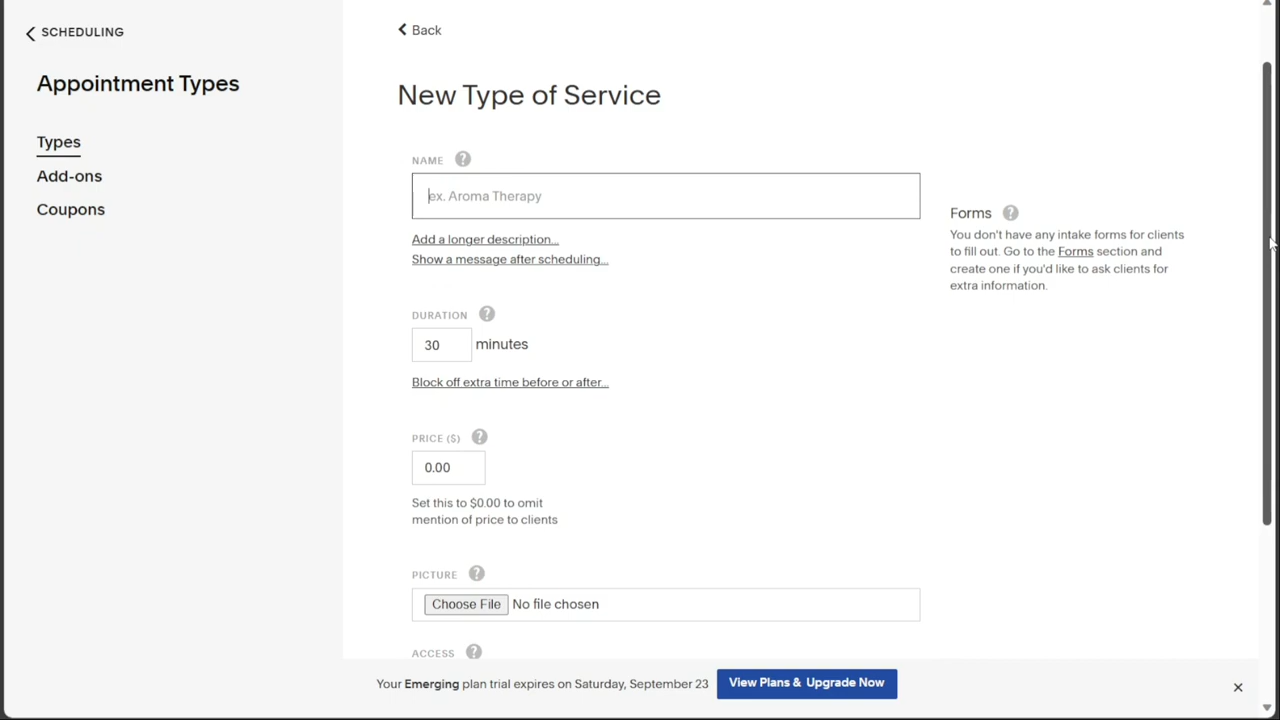 SCHEDULING
Appointment Types
Types
Add-ons
Coupons
Back
New Type of Service
NAME ?
ex. Aroma Therapy
Add a longer description...
Show a message after scheduling...
DURATION ?
30 minutes
Block off extra time before or after...
PRICE ($) ?
0.00
Set this to $0.00 to omit
mention of price to clients
PICTURE ?
Choose File No file chosen
ACCESS ?
Forms ?
You don't have any intake forms for clients
to fill out. Go to the Forms section and
create one if you'd like to ask clients for
extra information.
Your Emerging plan trial expires on Saturday, September 23 View Plans & Upgrade Now